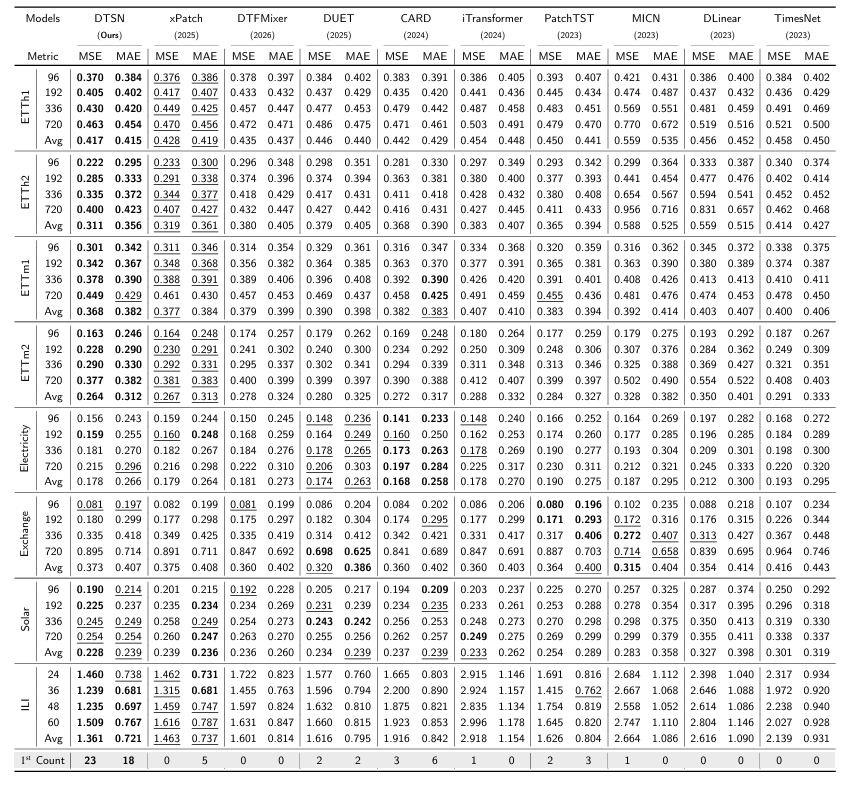 Models DTSN xPatch DTFMixer DUET CARD iTransformer PatchTST MICN DLinear TimesNet
(Ours) (2025) (2026) (2025) (2024) (2024) (2023) (2023) (2023) (2023)
Metric MSE MAE MSE MAE MSE MAE MSE MAE MSE MAE MSE MAE MSE MAE MSE MAE MSE MAE MSE MAE
ETTh1
96 0.370 0.384 0.376 0.386 0.378 0.397 0.384 0.402 0.383 0.391 0.386 0.405 0.393 0.407 0.421 0.431 0.386 0.400 0.384 0.402
192 0.405 0.402 0.417 0.407 0.433 0.432 0.437 0.429 0.435 0.420 0.441 0.436 0.445 0.434 0.474 0.487 0.437 0.432 0.436 0.429
336 0.430 0.420 0.449 0.425 0.457 0.447 0.477 0.453 0.479 0.442 0.487 0.458 0.483 0.451 0.569 0.551 0.481 0.459 0.491 0.469
720 0.463 0.454 0.470 0.456 0.472 0.471 0.486 0.475 0.471 0.461 0.503 0.491 0.479 0.470 0.770 0.672 0.519 0.516 0.521 0.500
Avg 0.417 0.415 0.428 0.419 0.435 0.437 0.446 0.440 0.442 0.429 0.454 0.448 0.450 0.441 0.559 0.535 0.456 0.452 0.458 0.450
ETTh2
96 0.222 0.295 0.233 0.300 0.296 0.348 0.298 0.351 0.281 0.330 0.297 0.349 0.293 0.342 0.299 0.364 0.333 0.387 0.340 0.374
192 0.285 0.333 0.291 0.338 0.374 0.396 0.374 0.394 0.363 0.381 0.380 0.400 0.377 0.393 0.441 0.454 0.477 0.476 0.402 0.414
336 0.335 0.372 0.344 0.377 0.418 0.429 0.417 0.431 0.411 0.418 0.428 0.432 0.380 0.408 0.654 0.567 0.594 0.541 0.452 0.452
720 0.400 0.423 0.407 0.427 0.432 0.447 0.427 0.442 0.416 0.431 0.427 0.445 0.411 0.433 0.956 0.716 0.831 0.657 0.462 0.468
Avg 0.311 0.356 0.319 0.361 0.380 0.405 0.379 0.405 0.368 0.390 0.383 0.407 0.365 0.394 0.588 0.525 0.559 0.515 0.414 0.427
ETTm1
96 0.301 0.342 0.311 0.346 0.314 0.354 0.329 0.361 0.316 0.347 0.334 0.368 0.320 0.359 0.316 0.362 0.345 0.372 0.338 0.375
192 0.342 0.367 0.348 0.368 0.356 0.382 0.364 0.385 0.363 0.370 0.377 0.391 0.365 0.381 0.363 0.390 0.380 0.389 0.374 0.387
336 0.378 0.390 0.388 0.391 0.389 0.406 0.396 0.408 0.392 0.390 0.426 0.420 0.391 0.401 0.408 0.426 0.413 0.413 0.410 0.411
720 0.449 0.429 0.461 0.430 0.457 0.453 0.469 0.437 0.458 0.425 0.491 0.459 0.455 0.436 0.481 0.476 0.474 0.453 0.478 0.450
Avg 0.368 0.382 0.377 0.384 0.379 0.399 0.390 0.398 0.382 0.383 0.407 0.410 0.383 0.394 0.392 0.414 0.403 0.407 0.400 0.406
ETTm2
96 0.163 0.246 0.164 0.248 0.174 0.257 0.179 0.262 0.169 0.248 0.180 0.264 0.177 0.259 0.179 0.275 0.193 0.292 0.187 0.267
192 0.228 0.290 0.230 0.291 0.241 0.302 0.240 0.300 0.234 0.292 0.250 0.309 0.248 0.306 0.307 0.376 0.284 0.362 0.249 0.309
336 0.290 0.330 0.292 0.331 0.295 0.337 0.302 0.341 0.294 0.339 0.311 0.348 0.313 0.346 0.325 0.388 0.369 0.427 0.321 0.351
720 0.377 0.382 0.381 0.383 0.400 0.399 0.399 0.397 0.390 0.388 0.412 0.407 0.399 0.397 0.502 0.490 0.554 0.522 0.408 0.403
Avg 0.264 0.312 0.267 0.313 0.278 0.324 0.280 0.325 0.272 0.317 0.288 0.332 0.284 0.327 0.328 0.382 0.350 0.401 0.291 0.333
Electricity
96 0.156 0.243 0.159 0.244 0.150 0.245 0.148 0.236 0.141 0.233 0.148 0.240 0.166 0.252 0.164 0.269 0.197 0.282 0.168 0.272
192 0.159 0.255 0.160 0.248 0.168 0.259 0.164 0.249 0.160 0.250 0.162 0.253 0.174 0.260 0.177 0.285 0.196 0.285 0.184 0.289
336 0.181 0.270 0.182 0.267 0.184 0.276 0.178 0.265 0.173 0.263 0.178 0.269 0.190 0.277 0.193 0.304 0.209 0.301 0.198 0.300
720 0.215 0.296 0.216 0.298 0.222 0.310 0.206 0.303 0.197 0.284 0.225 0.317 0.230 0.311 0.212 0.321 0.245 0.333 0.220 0.320
Avg 0.178 0.266 0.179 0.264 0.181 0.273 0.174 0.263 0.168 0.258 0.178 0.270 0.190 0.275 0.187 0.295 0.212 0.300 0.193 0.295
Exchange
96 0.081 0.197 0.082 0.199 0.081 0.199 0.086 0.204 0.084 0.202 0.086 0.206 0.080 0.196 0.102 0.235 0.088 0.218 0.107 0.234
192 0.180 0.299 0.177 0.298 0.175 0.297 0.182 0.304 0.174 0.295 0.177 0.299 0.171 0.293 0.172 0.316 0.176 0.315 0.226 0.344
336 0.335 0.418 0.349 0.425 0.335 0.419 0.314 0.412 0.342 0.421 0.331 0.417 0.317 0.406 0.272 0.407 0.313 0.427 0.367 0.448
720 0.895 0.714 0.891 0.711 0.847 0.692 0.698 0.625 0.841 0.689 0.847 0.691 0.887 0.703 0.714 0.658 0.839 0.695 0.964 0.746
Avg 0.373 0.407 0.375 0.408 0.360 0.402 0.320 0.386 0.360 0.402 0.360 0.403 0.364 0.400 0.315 0.404 0.354 0.414 0.416 0.443
Solar
96 0.190 0.214 0.201 0.215 0.192 0.228 0.205 0.217 0.194 0.209 0.203 0.237 0.225 0.270 0.257 0.325 0.287 0.374 0.250 0.292
192 0.225 0.237 0.235 0.234 0.234 0.269 0.231 0.239 0.234 0.235 0.233 0.261 0.253 0.288 0.278 0.354 0.317 0.395 0.296 0.318
336 0.245 0.249 0.258 0.249 0.254 0.273 0.243 0.242 0.256 0.250 0.248 0.273 0.270 0.289 0.298 0.375 0.350 0.413 0.319 0.330
720 0.254 0.254 0.260 0.247 0.263 0.270 0.255 0.256 0.262 0.257 0.249 0.275 0.269 0.299 0.299 0.379 0.355 0.411 0.338 0.337
Avg 0.228 0.239 0.239 0.236 0.236 0.260 0.234 0.239 0.237 0.239 0.233 0.262 0.254 0.289 0.283 0.358 0.327 0.398 0.301 0.319
ILI
24 1.460 0.738 1.462 0.731 1.722 0.823 1.577 0.760 1.665 0.803 2.915 1.146 1.691 0.816 2.684 1.112 2.398 1.040 2.317 0.934
36 1.239 0.681 1.315 0.681 1.455 0.763 1.596 0.794 2.200 0.890 2.924 1.157 1.415 0.762 2.667 1.068 2.646 1.088 1.972 0.920
48 1.235 0.697 1.459 0.747 1.597 0.824 1.632 0.810 1.875 0.821 2.835 1.134 1.754 0.819 2.558 1.052 2.614 1.086 2.238 0.940
60 1.509 0.767 1.616 0.787 1.631 0.847 1.660 0.815 1.923 0.853 2.996 1.178 1.645 0.820 2.747 1.110 2.804 1.146 2.027 0.928
Avg 1.361 0.721 1.463 0.737 1.601 0.814 1.616 0.795 1.916 0.842 2.918 1.154 1.626 0.804 2.664 1.086 2.616 1.090 2.139 0.931
1st Count 23 18 0 5 0 0 2 2 3 6 1 0 2 3 1 0 0 0 0 0